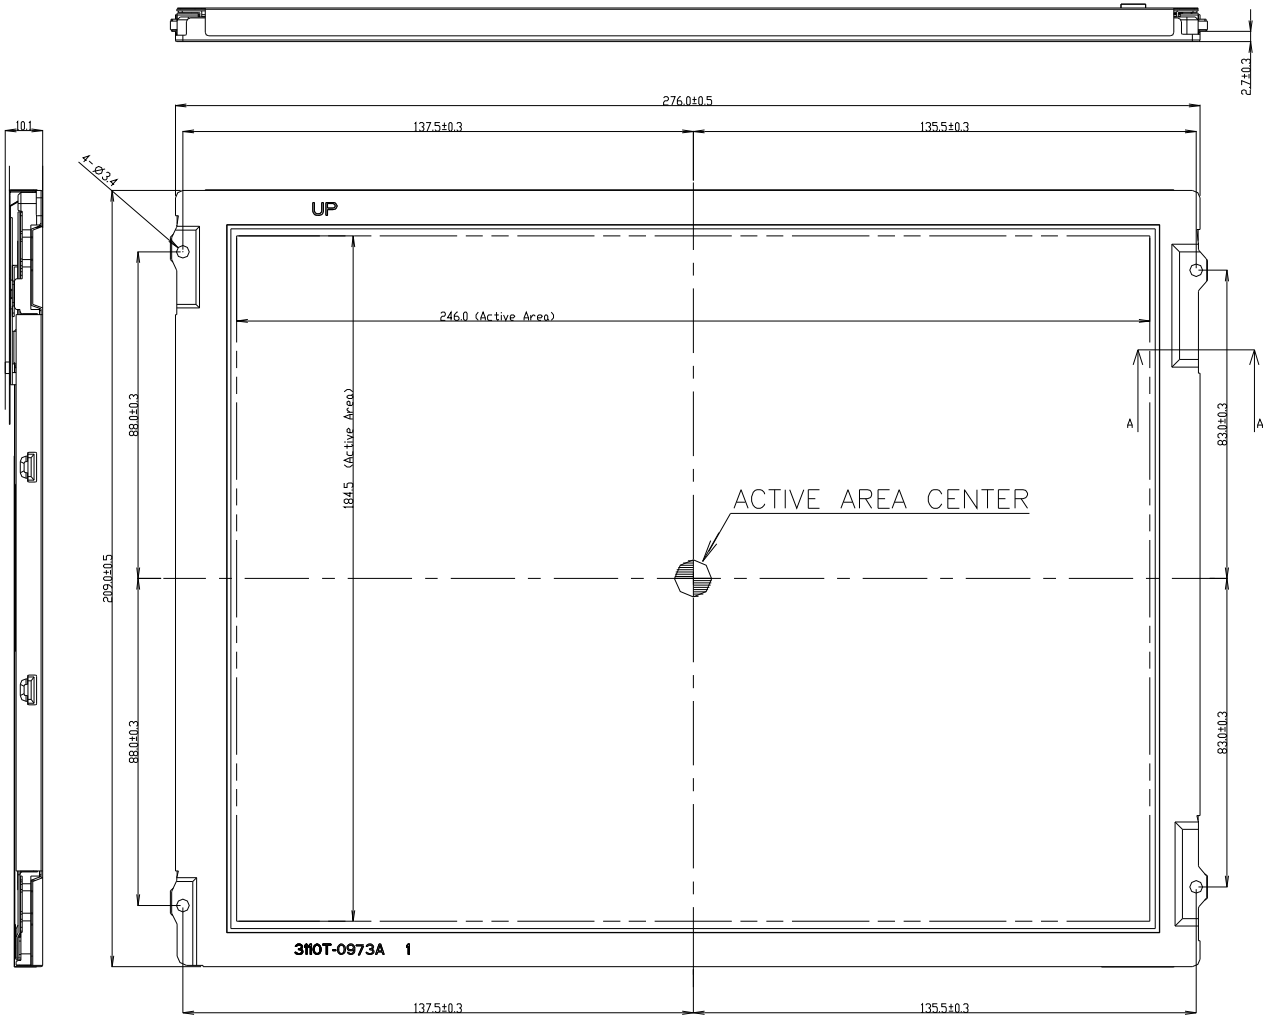 2.7±0.3
276.0±0.5
137.5±0.3
135.5±0.3
10.1
4-Ø3.4
UP
246.0 (Active Area)
184.5 (Active Area)
88.0±0.3
83.0±0.3
A
A
ACTIVE AREA CENTER
209.0±0.5
88.0±0.3
83.0±0.3
3110T-0973A 1
137.5±0.3
135.5±0.3